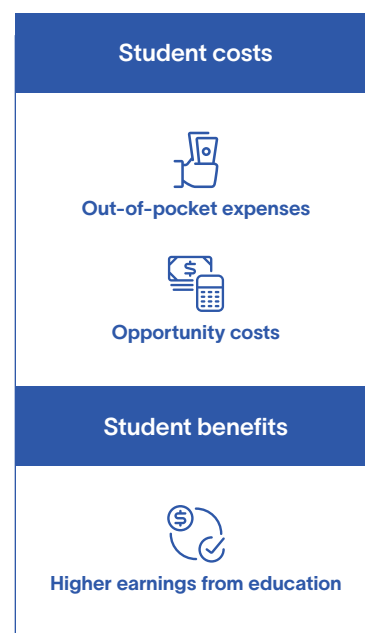 Student costs
Out-of-pocket expenses
$
Opportunity costs
Student benefits
$
Higher earnings from education